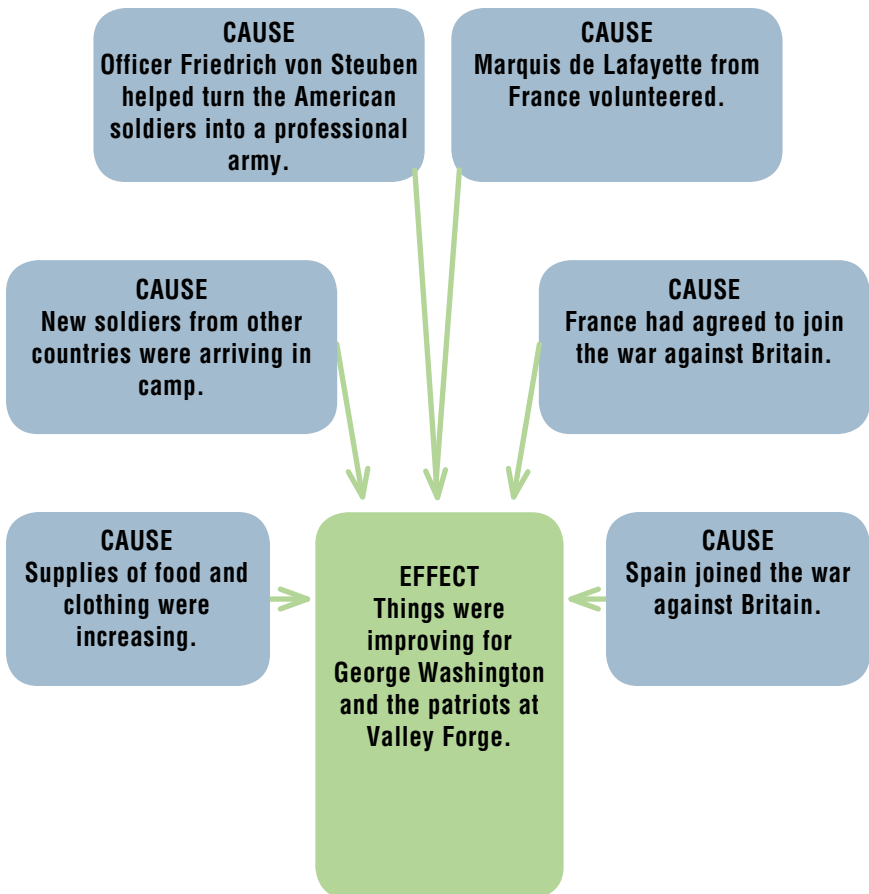 CAUSE
Officer Friedrich von Steuben
helped turn the American
soldiers into a professional
army.
CAUSE
Marquis de Lafayette from
France volunteered.
CAUSE
New soldiers from other
countries were arriving in
camp.
CAUSE
France had agreed to join
the war against Britain.
CAUSE
Supplies of food and
clothing were
increasing.
EFFECT
Things were
improving for
George Washington
and the patriots at
Valley Forge.
CAUSE
Spain joined the war
against Britain.